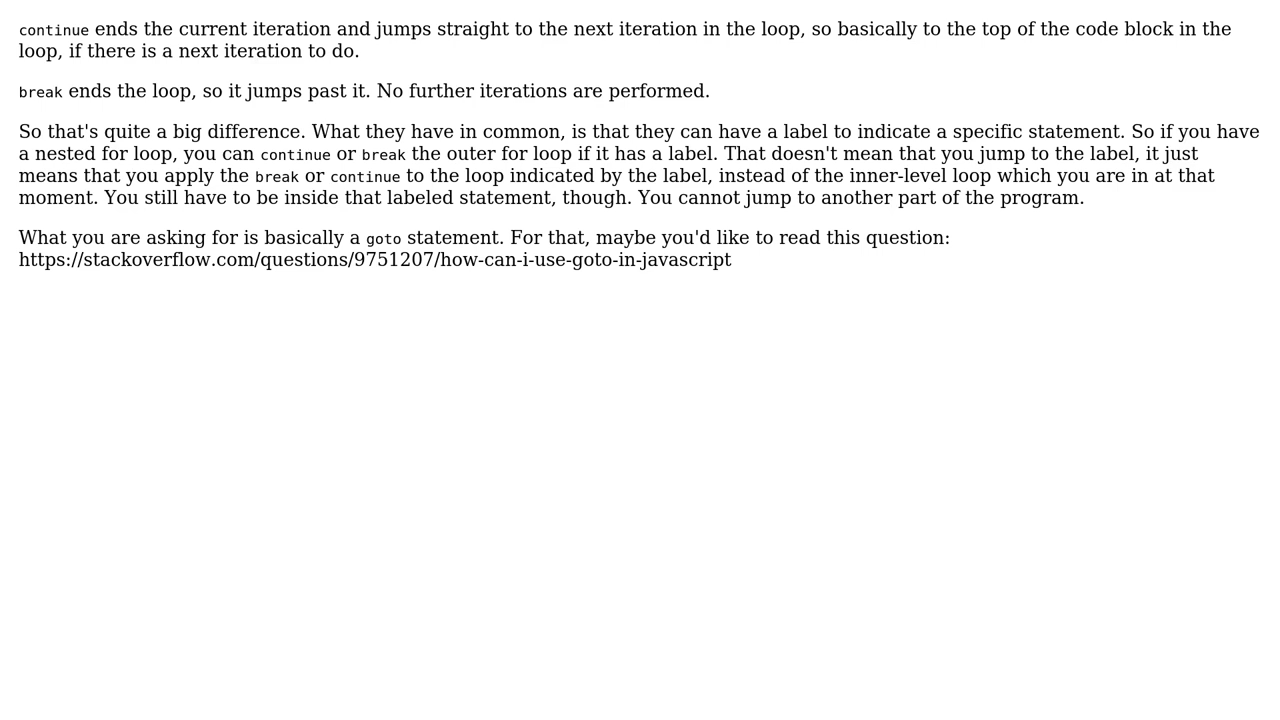 continue ends the current iteration and jumps straight to the next iteration in the loop, so basically to the top of the code block in the
loop, if there is a next iteration to do.
break ends the loop, so it jumps past it. No further iterations are performed.
So that's quite a big difference. What they have in common, is that they can have a label to indicate a specific statement. So if you have
a nested for loop, you can continue or break the outer for loop if it has a label. That doesn't mean that you jump to the label, it just
means that you apply the break or continue to the loop indicated by the label, instead of the inner-level loop which you are in at that
moment. You still have to be inside that labeled statement, though. You cannot jump to another part of the program.
What you are asking for is basically a goto statement. For that, maybe you'd like to read this question:
https://stackoverflow.com/questions/9751207/how-can-i-use-goto-in-javascript